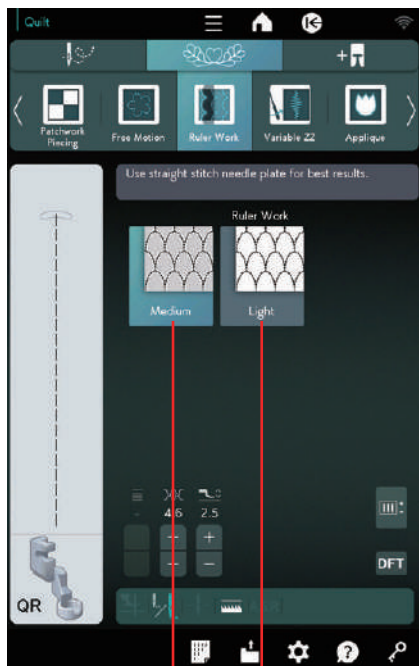 Quilt
Patchwork
Piecing
Free Motion
Ruler Work
Variable ZZ
Applique
Use straight stitch needle plate for best results.
Ruler Work
Medium
Light
4.6
2.5
+
−
−
DFT
QR